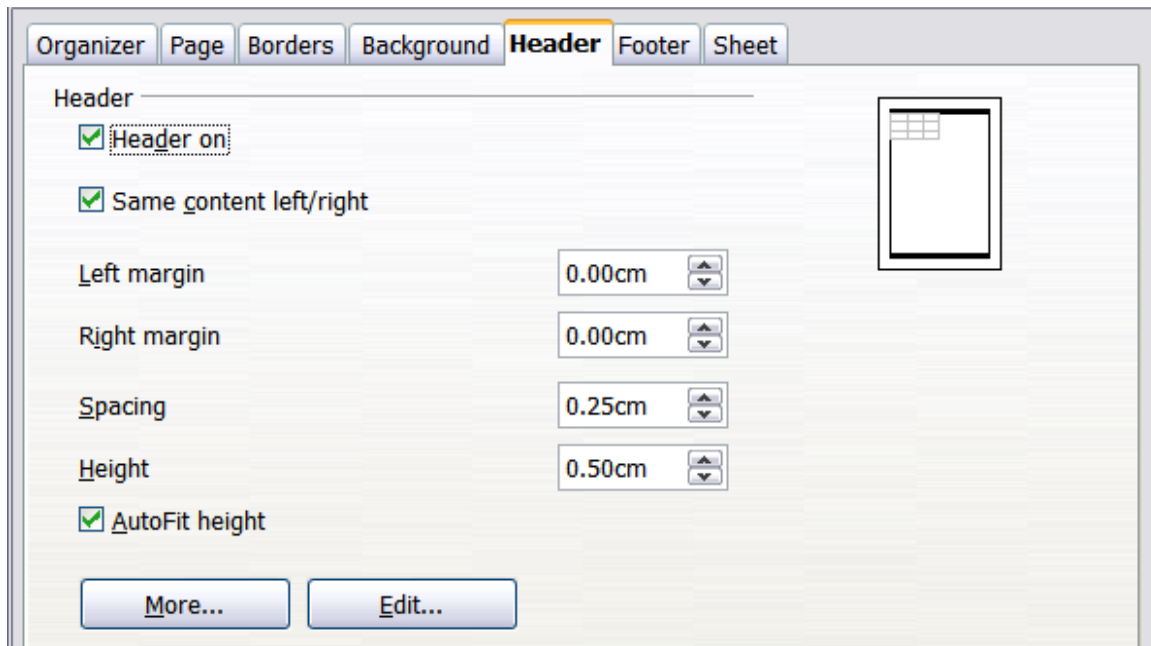 Organizer Page Borders Background Header Footer Sheet
Header
Header on
Same content left/right
Left margin 0.00cm
Right margin 0.00cm
Spacing 0.25cm
Height 0.50cm
AutoFit height
More... Edit...